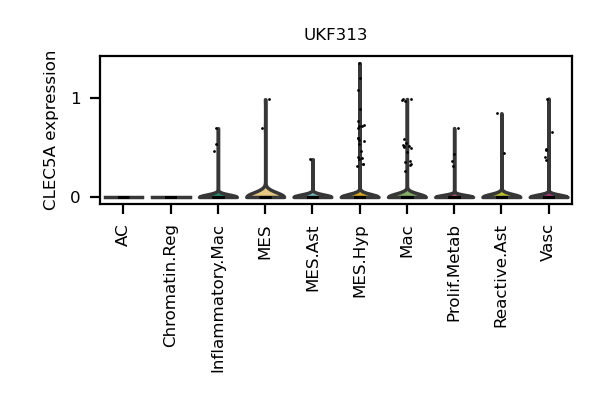 UKF313
CLEC5A expression
1
0
AC
Chromatin.Reg
Inflammatory.Mac
MES
MES.Ast
MES.Hyp
Mac
Prolif.Metab
Reactive.Ast
Vasc